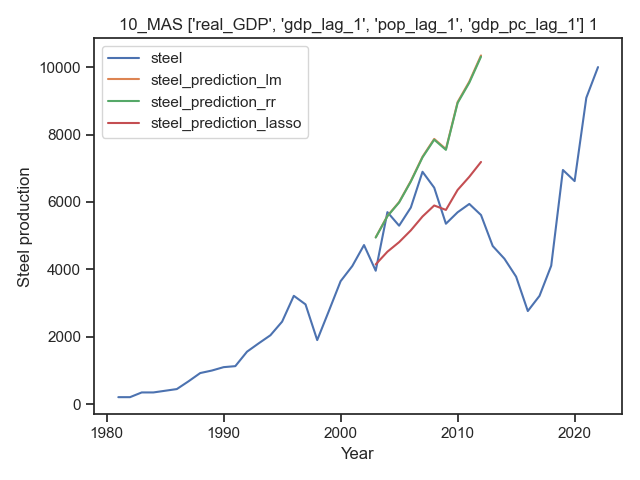 10_MAS ['real_GDP', 'gdp_lag_1', 'pop_lag_1', 'gdp_pc_lag_1'] 1
steel
steel_prediction_lm
steel_prediction_rr
steel_prediction_lasso
10000
8000
6000
4000
2000
0
Steel production
1980
1990
2000
2010
2020
Year